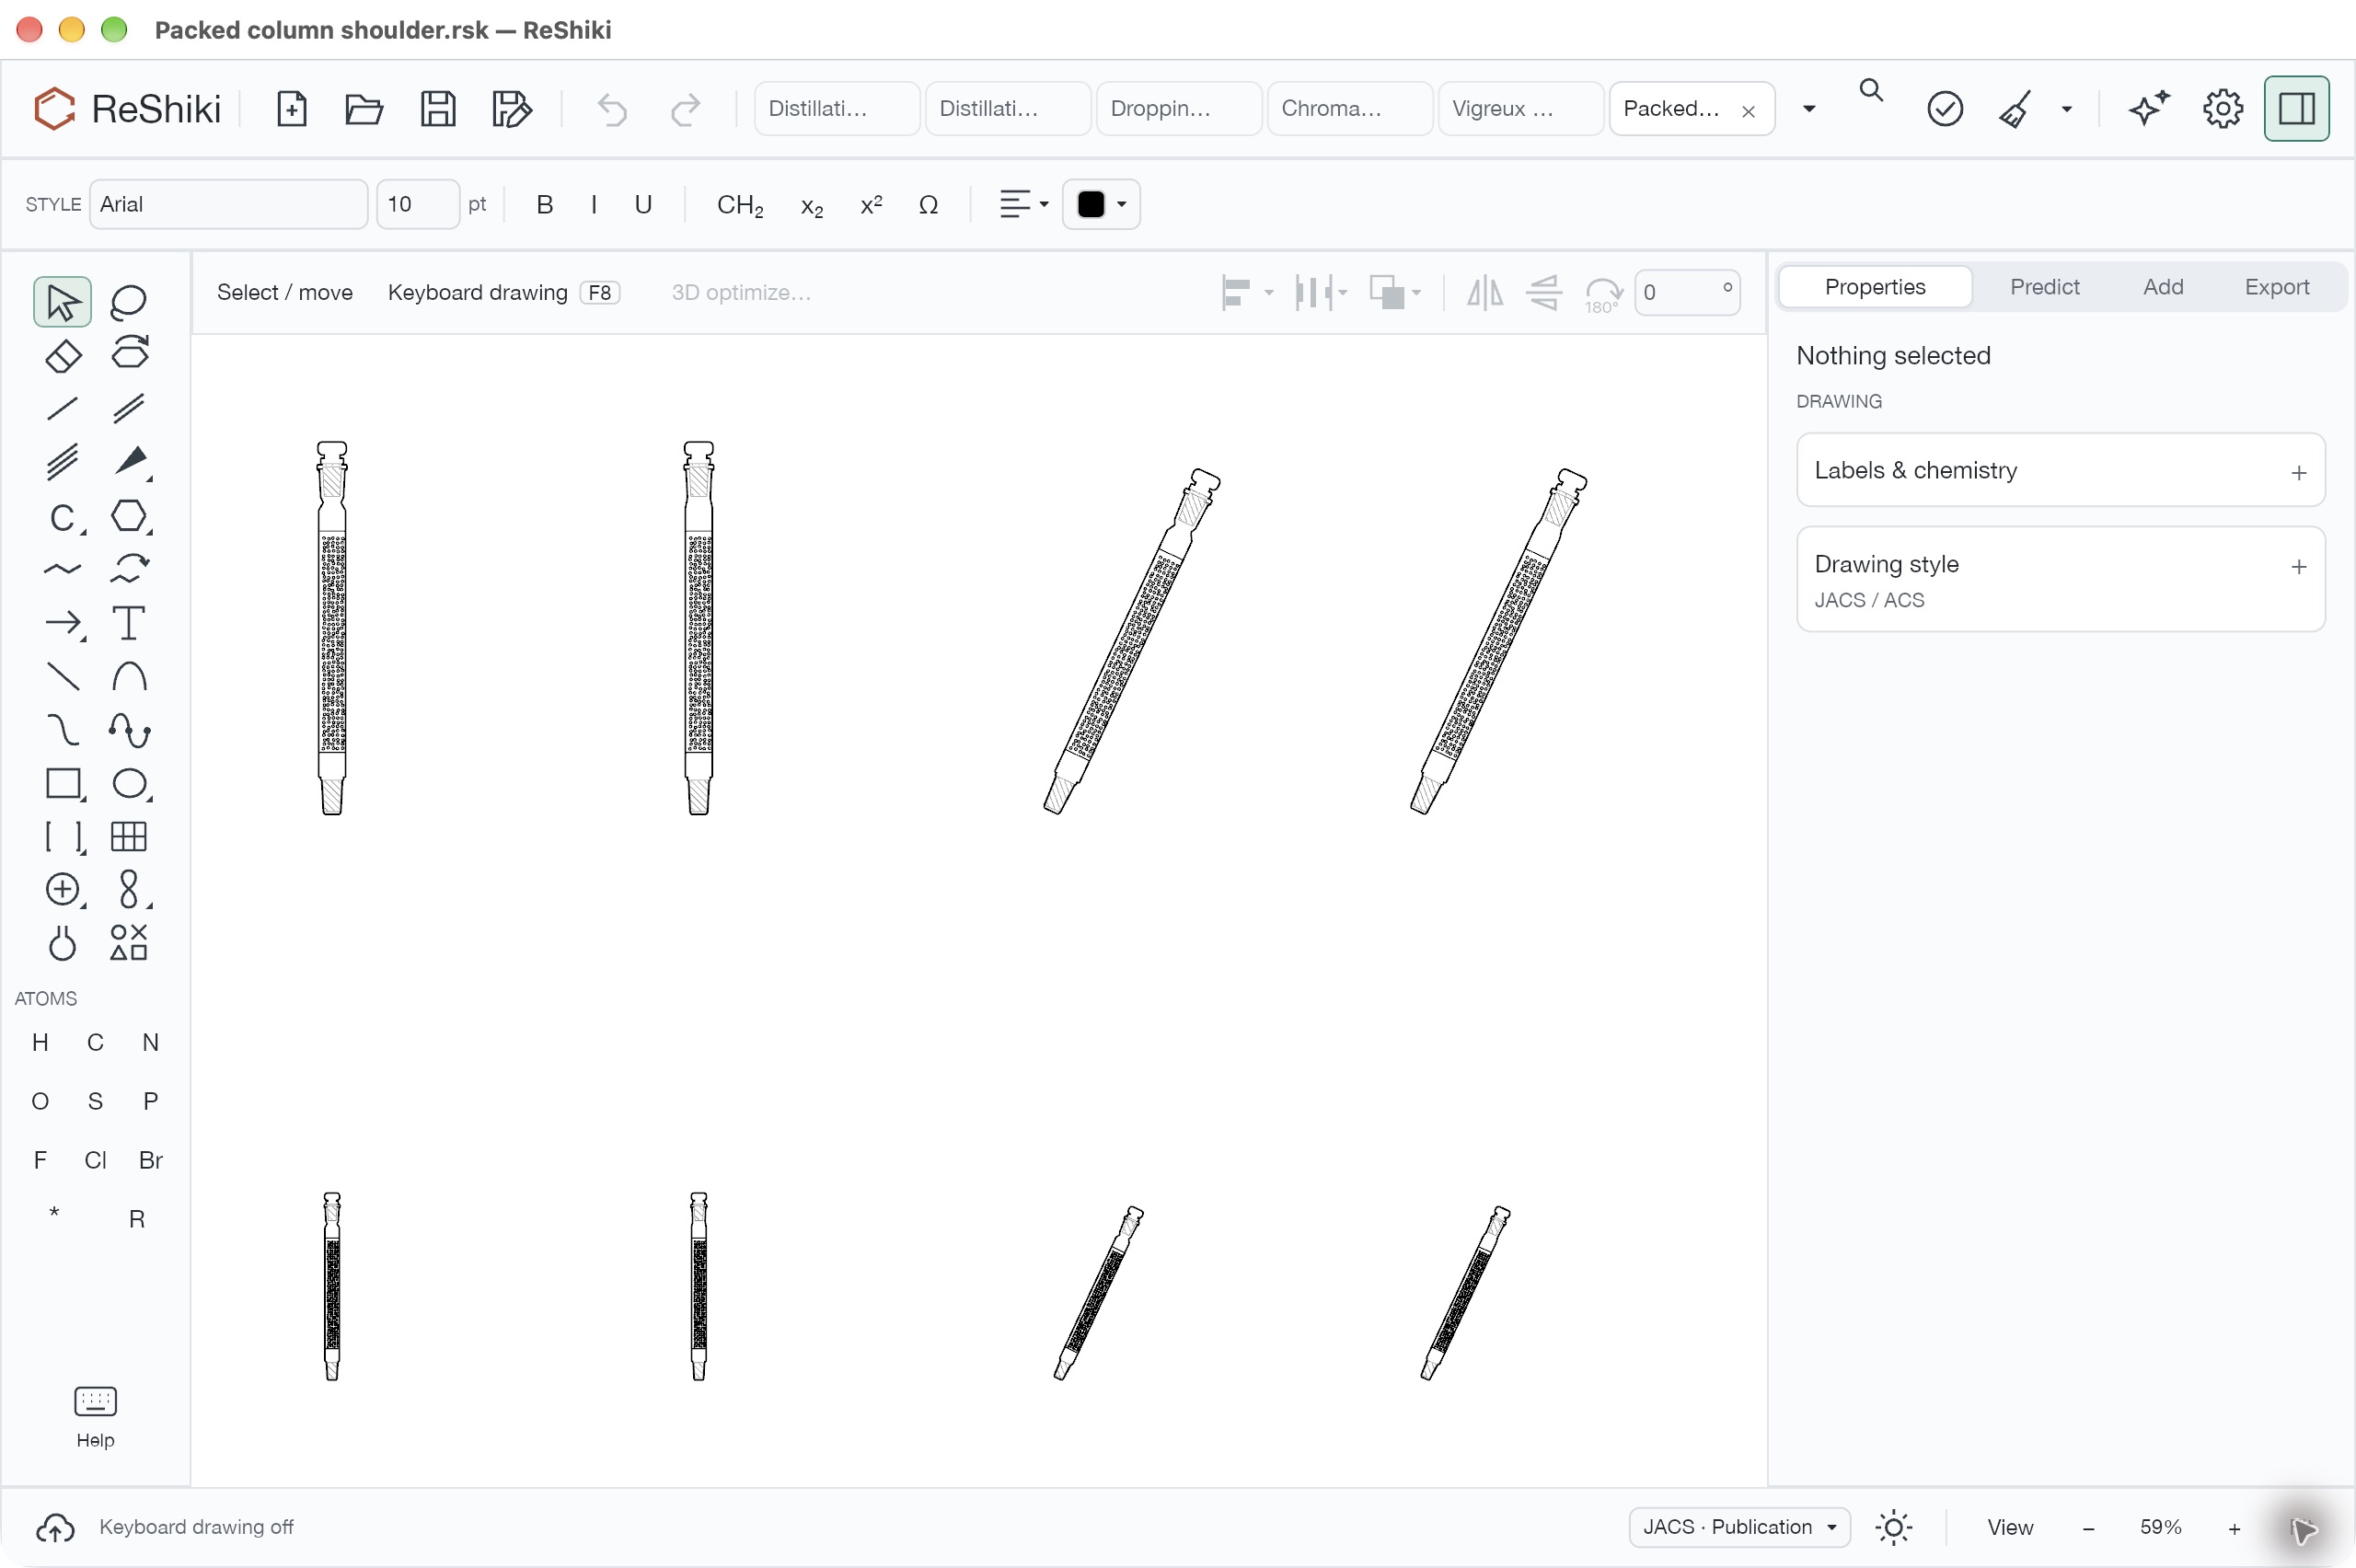 Packed column shoulder.rsk — ReShiki
ReShiki
Distillati...
Distillati...
Droppin...
Chroma...
Vigreux ...
Packed...
STYLE
Arial
10
pt
B
I
U
CH₂
x₂
x²
Ω
Select / move
Keyboard drawing
F8
3D optimize...
180°
0
°
Properties
Predict
Add
Export
Nothing selected
DRAWING
Labels & chemistry
+
Drawing style
+
JACS / ACS
C
T
ATOMS
H C N
O S P
F Cl Br
* R
Help
Keyboard drawing off
JACS · Publication
View
−
59%
+